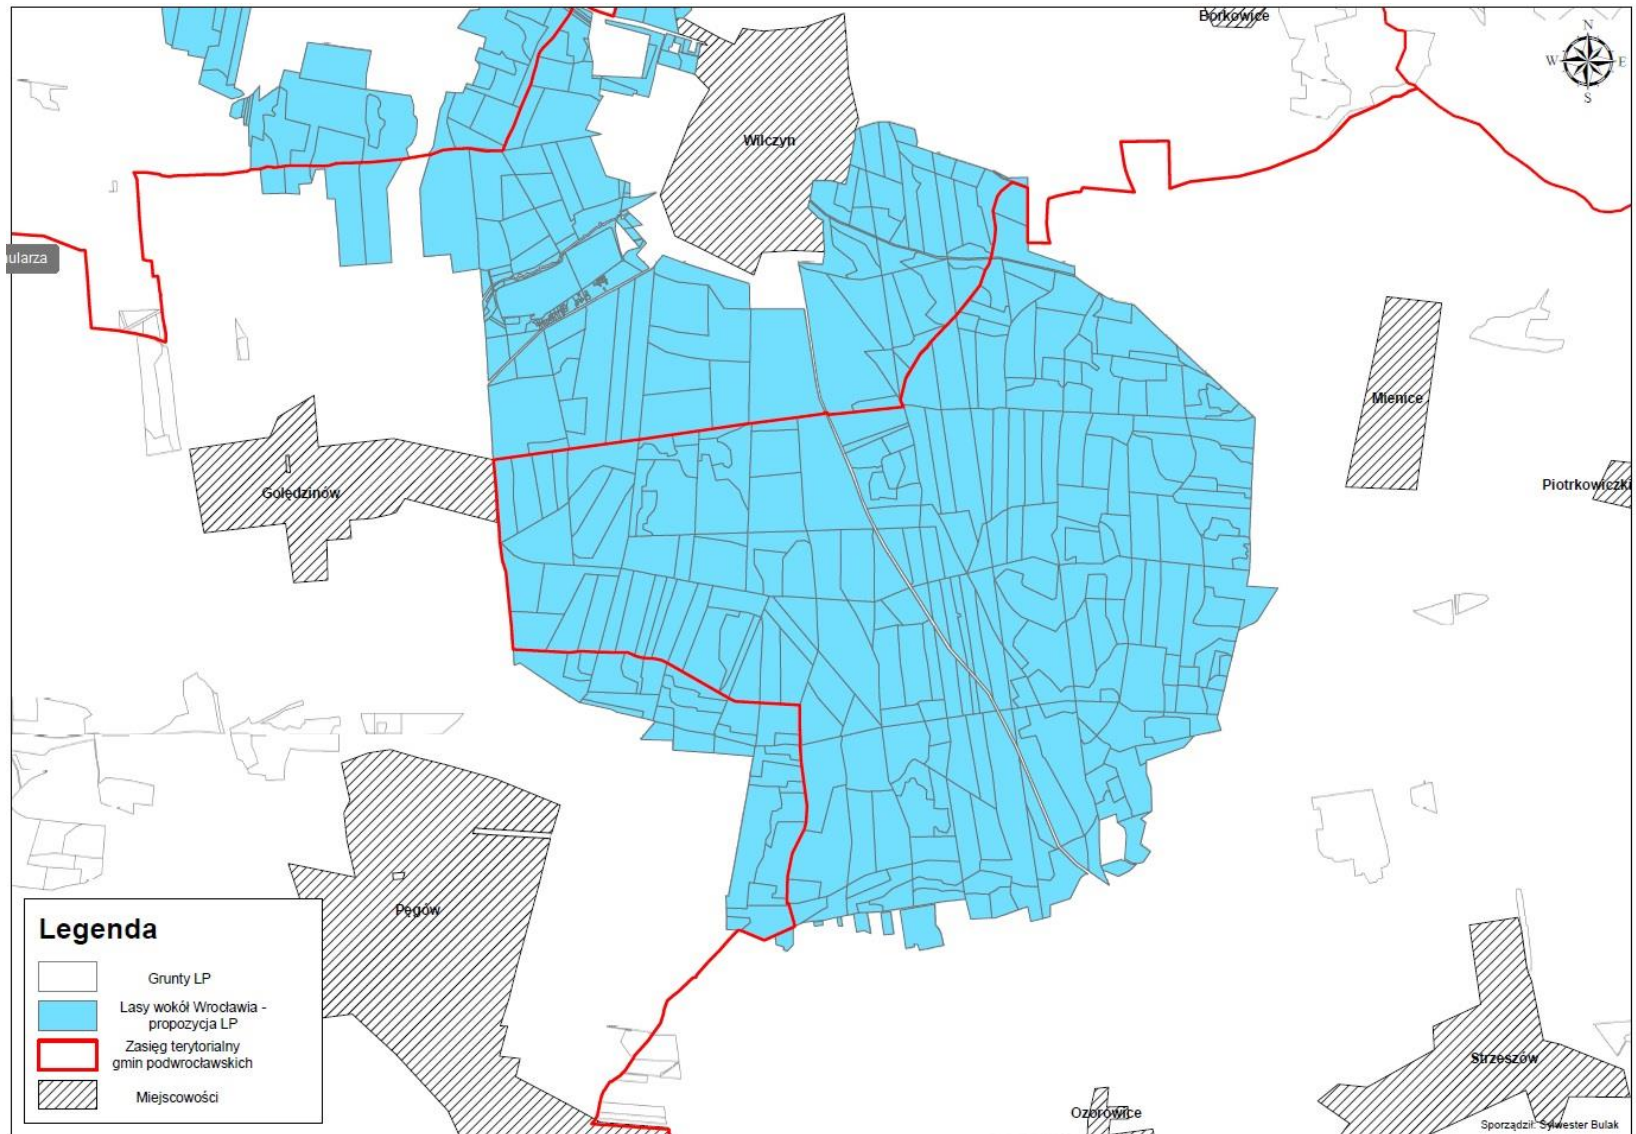 Borkowice
N
W E
S
Wilczyn
ularza
Mienice
Piotrkowiczki
Golędzinów
Pęgów
Legenda
Grunty LP
Lasy wokół Wrocławia -
propozycja LP
Zasięg terytorialny
gmin podwrocławskich
Miejscowości
Strzeszów
Ozorowice
Sporządził: Sylwester Bulak